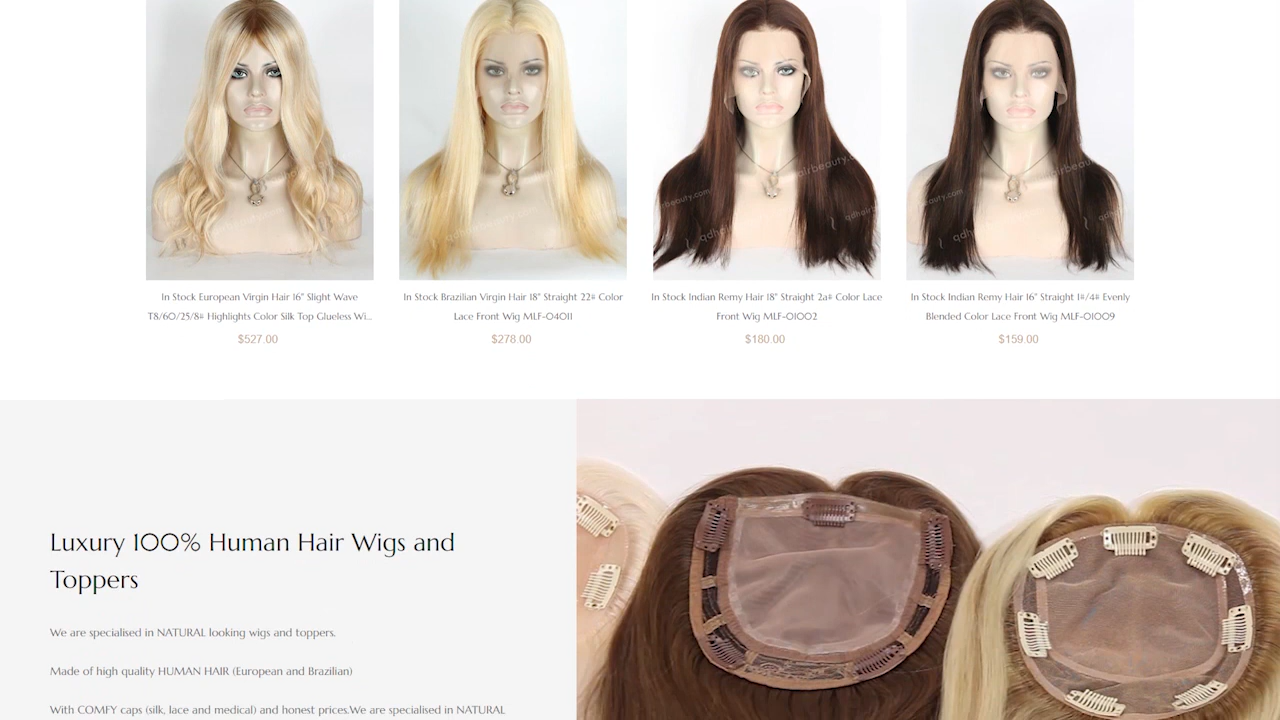 rbeauty.com
qdhairbeauty.com
qdhairbeauty.
In Stock European Virgin Hair 16" Slight Wave
T8/60/25/8# Highlights Color Silk Top Glueless Wi...
$527.00
In Stock Brazilian Virgin Hair 18" Straight 22# Color
Lace Front Wig MLF-04011
$278.00
In Stock Indian Remy Hair 18" Straight 2a# Color Lace
Front Wig MLF-01002
$180.00
In Stock Indian Remy Hair 16" Straight 1#/4# Evenly
Blended Color Lace Front Wig MLF-01009
$159.00
Luxury 100% Human Hair Wigs and
Toppers
We are specialised in NATURAL looking wigs and toppers.
Made of high quality HUMAN HAIR (European and Brazilian)
With COMFY caps (silk, lace and medical) and honest prices.We are specialised in NATURAL